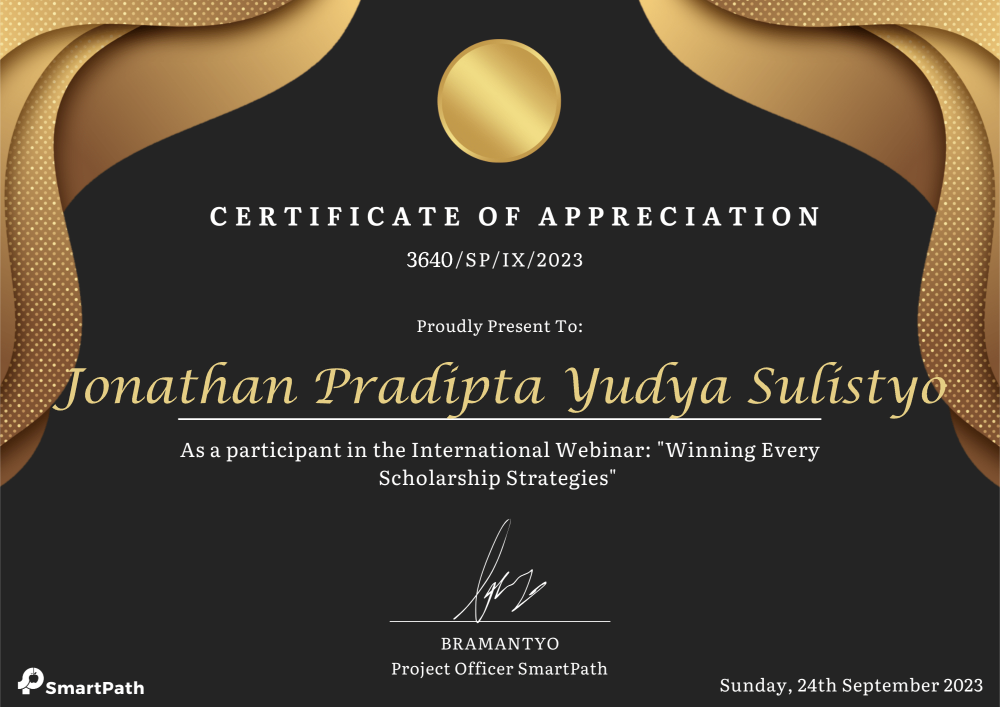 CERTIFICATE OF APPRECIATION
3640/SP/IX/2023
Proudly Present To:
Jonathan Pradipta Yudya Sulistyo
As a participant in the International Webinar: "Winning Every
Scholarship Strategies"
BRAMANTYO
Project Officer SmartPath
SmartPath
Sunday, 24th September 2023